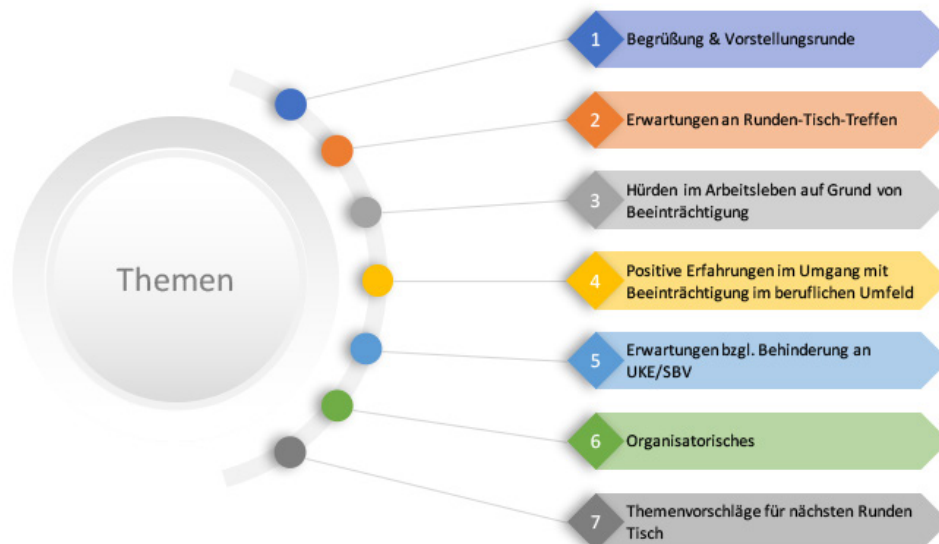 Themen
1
Begrüßung & Vorstellungsrunde
2
Erwartungen an Runden-Tisch-Treffen
3
Hürden im Arbeitsleben auf Grund von
Beeinträchtigung
4
Positive Erfahrungen im Umgang mit
Beeinträchtigung im beruflichen Umfeld
5
Erwartungen bzgl. Behinderung an
UKE/SBV
6
Organisatorisches
7
Themenvorschläge für nächsten Runden
Tisch